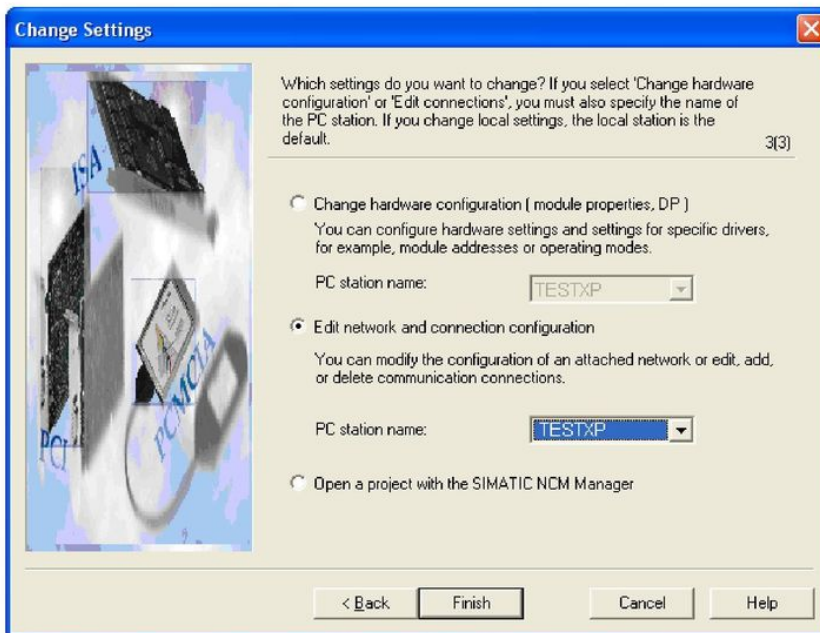 Change Settings
Which settings do you want to change? If you select 'Change hardware
configuration' or 'Edit connections', you must also specify the name of
the PC station. If you change local settings, the local station is the
default.
3(3)
ISA
PCI
PCMCIA
Change hardware configuration ( module properties, DP )
You can configure hardware settings and settings for specific drivers,
for example, module addresses or operating modes.
PC station name:
TESTXP
Edit network and connection configuration
You can modify the configuration of an attached network or edit, add,
or delete communication connections.
PC station name:
TESTXP
Open a project with the SIMATIC NCM Manager
< Back
Finish
Cancel
Help